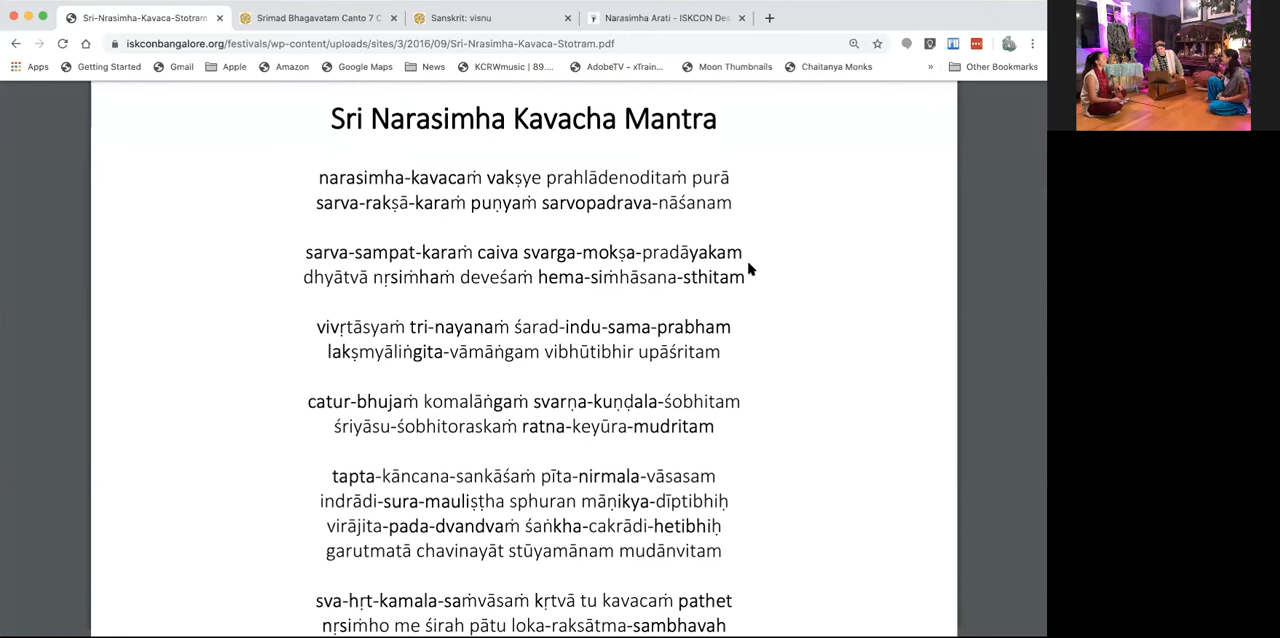 Sri-Nrasimha-Kavaca-Stotram
Srimad Bhagavatam Canto 7 C
Sanskrit: visnu
Narasimha Arati - ISKCON Des
iskconbangalore.org/festivals/wp-content/uploads/sites/3/2016/09/Sri-Nrasimha-Kavaca-Stotram.pdf
Apps
Getting Started
Gmail
Apple
Amazon
Google Maps
News
KCRWmusic | 89....
AdobeTV - xTrain...
Moon Thumbnails
Chaitanya Monks
»
Other Bookmarks
Sri Narasimha Kavacha Mantra
narasimha-kavacaṁ vakṣye prahlādenoditaṁ purā
sarva-rakṣā-karaṁ puṇyaṁ sarvopadrava-nāśanam
sarva-sampat-karaṁ caiva svarga-mokṣa-pradāyakam
dhyātvā nṛsiṁhaṁ deveśaṁ hema-siṁhāsana-sthitam
vivṛtāsyaṁ tri-nayanaṁ śarad-indu-sama-prabham
lakṣmyāliṅgita-vāmāṅgam vibhūtibhir upāśritam
catur-bhujaṁ komalāṅgaṁ svarṇa-kuṇḍala-śobhitam
śriyāsu-śobhitoraskaṁ ratna-keyūra-mudritam
tapta-kāncana-sankāśaṁ pīta-nirmala-vāsasam
indrādi-sura-mauliṣṭha sphuran māṇikya-dīptibhiḥ
virājita-pada-dvandvaṁ śaṅkha-cakrādi-hetibhiḥ
garutmatā chavinayāt stūyamānam mudānvitam
sva-hṛt-kamala-saṁvāsaṁ kṛtvā tu kavacaṁ pathet
nṛsiṁho me śirah pātu loka-raksātma-sambhavah